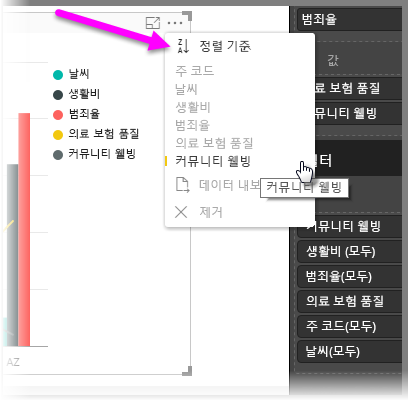 날씨
생활비
범죄율
의료 보험 품질
커뮤니티 웰빙
AZ
Z
A
정렬 기준
주 코드
날씨
생활비
범죄율
의료 보험 품질
커뮤니티 웰빙
데이터 내보
제거
커뮤니티 웰빙
범죄율
값
료 보험 품질
뮤니티 웰빙
터
커뮤니티 웰빙
생활비 (모두)
범죄율(모두)
의료 보험 품질
주 코드(모두)
날씨(모두)